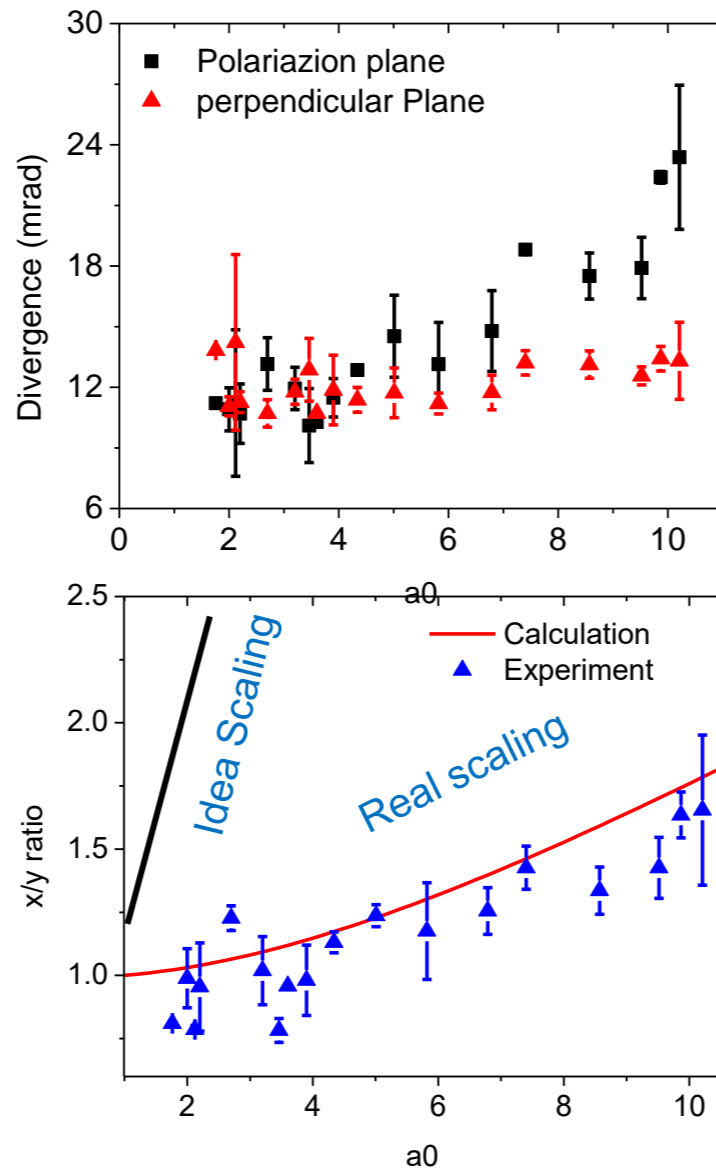 30
24
18
12
6
Divergence (mrad)
Polariazion plane
perpendicular Plane
0 2 4 6 8 10
a0
2.5
2.0
1.5
1.0
x/y ratio
Calculation
Experiment
Idea Scaling
Real scaling
2 4 6 8 10
a0